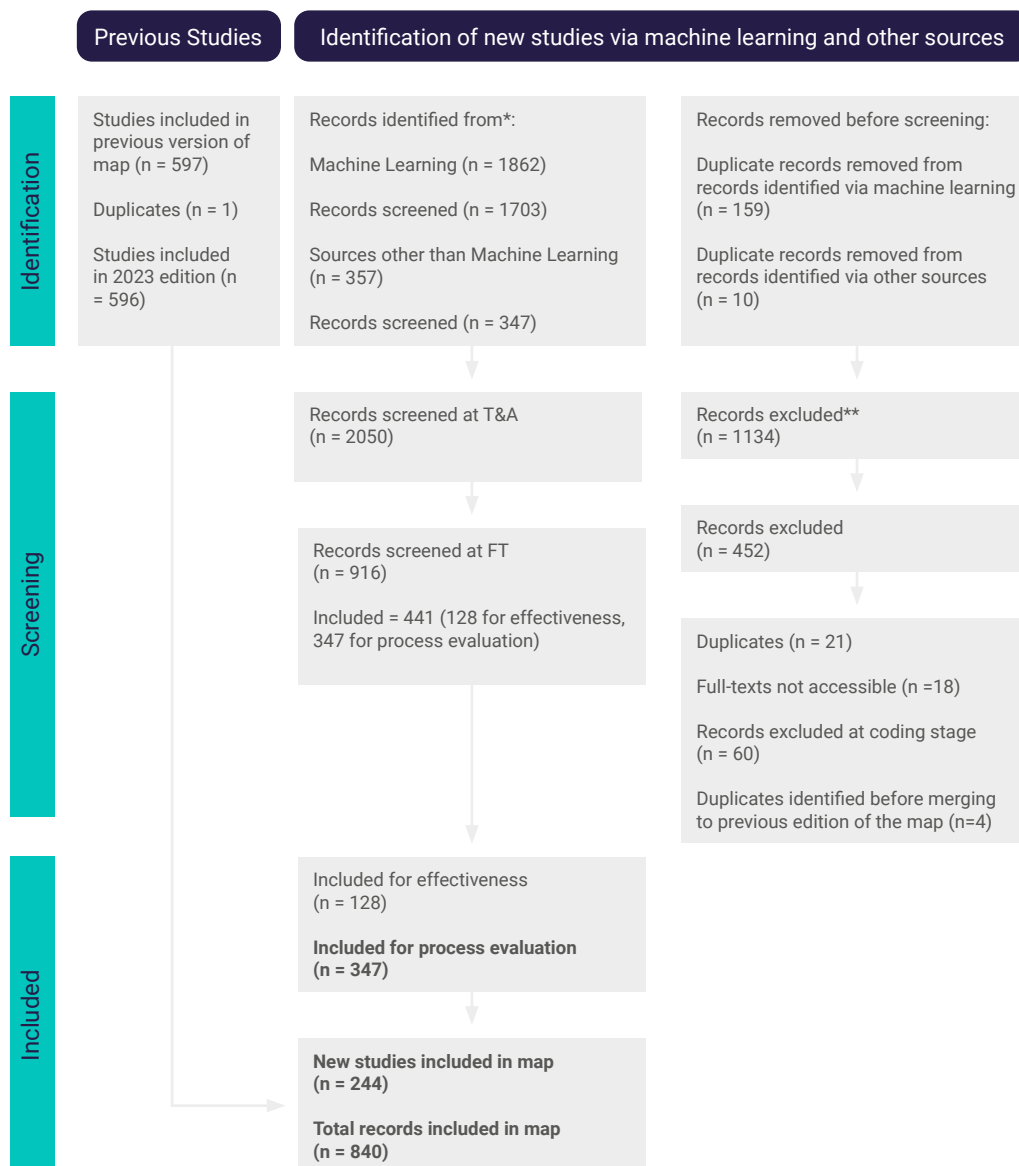 Previous Studies
Identification of new studies via machine learning and other sources
Identification
Studies included in
previous version of
map (n = 597)
Duplicates (n = 1)
Studies included
in 2023 edition (n
= 596)
Records identified from*:
Machine Learning (n = 1862)
Records screened (n = 1703)
Sources other than Machine Learning
(n = 357)
Records screened (n = 347)
Records removed before screening:
Duplicate records removed from
records identified via machine learning
(n = 159)
Duplicate records removed from
records identified via other sources
(n = 10)
Screening
Records screened at T&A
(n = 2050)
Records excluded**
(n = 1134)
Records screened at FT
(n = 916)
Included = 441 (128 for effectiveness,
347 for process evaluation)
Records excluded
(n = 452)
Duplicates (n = 21)
Full-texts not accessible (n =18)
Records excluded at coding stage
(n = 60)
Duplicates identified before merging
to previous edition of the map (n=4)
Included
Included for effectiveness
(n = 128)
Included for process evaluation
(n = 347)
New studies included in map
(n = 244)
Total records included in map
(n = 840)